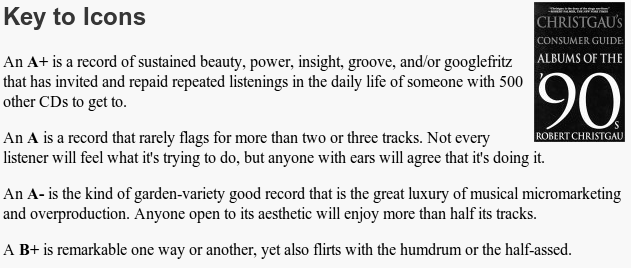 Key to Icons
An A+ is a record of sustained beauty, power, insight, groove, and/or googlefritz
that has invited and repaid repeated listenings in the daily life of someone with 500
other CDs to get to.
An A is a record that rarely flags for more than two or three tracks. Not every
listener will feel what it's trying to do, but anyone with ears will agree that it's doing it.
An A- is the kind of garden-variety good record that is the great luxury of musical micromarketing
and overproduction. Anyone open to its aesthetic will enjoy more than half its tracks.
A B+ is remarkable one way or another, yet also flirts with the humdrum or the half-assed.
CHRISTGAU's
CONSUMER GUIDE:
ALBUMS OF THE
'90s
ROBERT CHRISTGAU